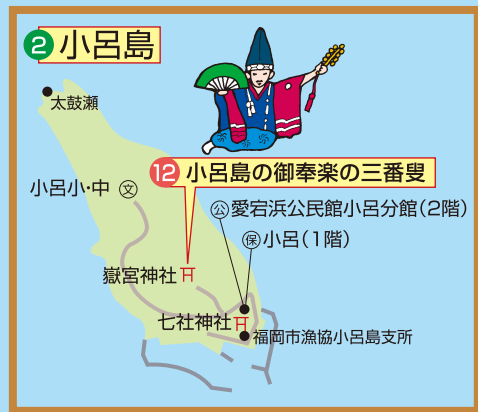 2 小呂島
太鼓瀬
12 小呂島の御奉楽の三番叟
小呂小・中 文
公 愛宕浜公民館小呂分館(2階)
保 小呂(1階)
嶽宮神社
七社神社
福岡市漁協小呂島支所